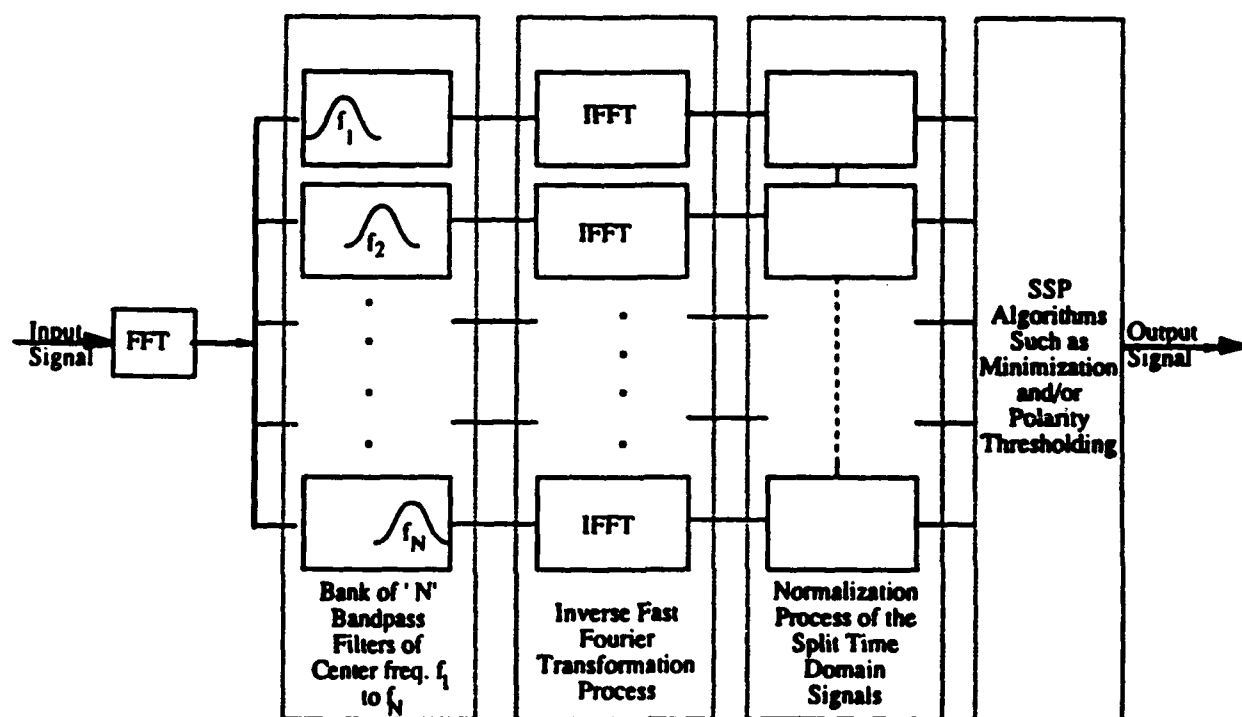 f1
IFFT
f2
IFFT
Input
Signal
FFT
SSP
Algorithms
Such as
Minimization
and/or
Polarity
Thresholding
Output
Signal
fN
IFFT
Bank of ' N'
Bandpass
Filters of
Center freq. f1
to fN
Inverse Fast
Fourier
Transformation
Process
Normalization
Process of the
Split Time
Domain
Signals